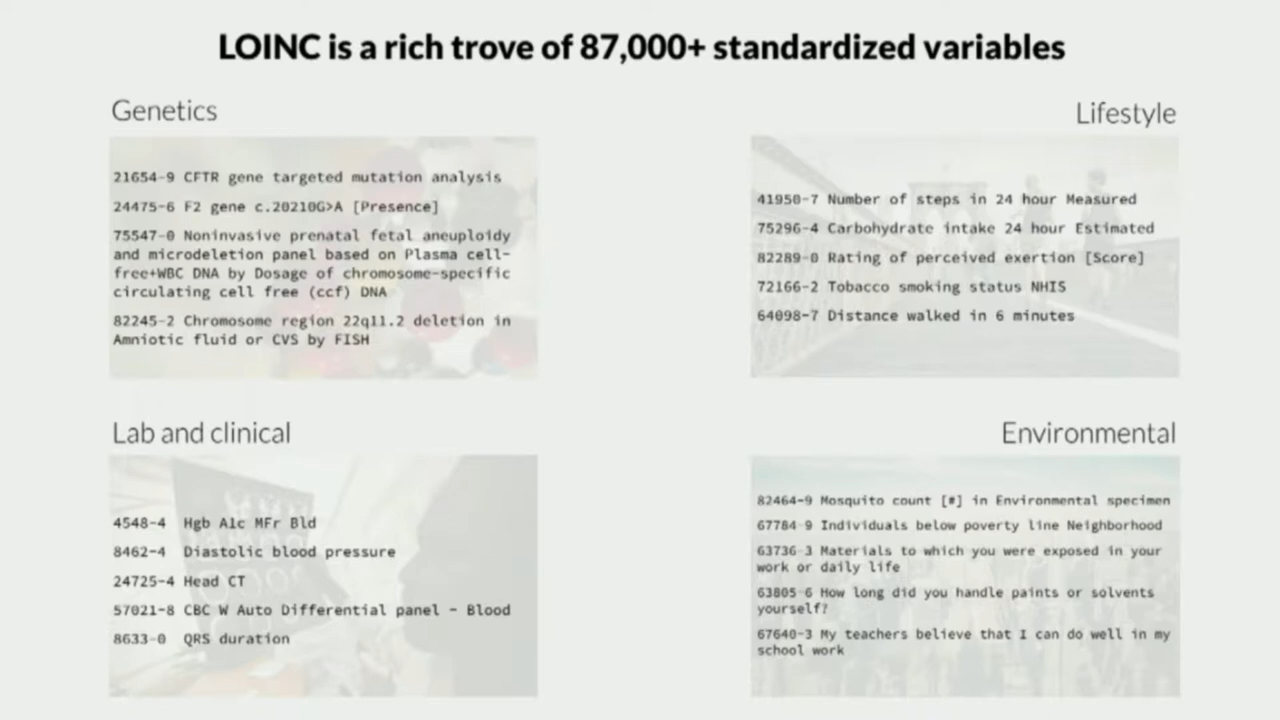 LOINC is a rich trove of 87,000+ standardized variables
Genetics
21654-9 CFTR gene targeted mutation analysis
24475-6 F2 gene c.20210G>A [Presence]
75547-0 Noninvasive prenatal fetal aneuploidy
and microdeletion panel based on Plasma cell-
free+WBC DNA by Dosage of chromosome-specific
circulating cell free (ccf) DNA
82245-2 Chromosome region 22q11.2 deletion in
Amniotic fluid or CVS by FISH
Lifestyle
41950-7 Number of steps in 24 hour Measured
75296-4 Carbohydrate intake 24 hour Estimated
82289-0 Rating of perceived exertion [Score]
72166-2 Tobacco smoking status NHIS
64098-7 Distance walked in 6 minutes
Lab and clinical
4548-4 Hgb A1c MFr Bld
8462-4 Diastolic blood pressure
24725-4 Head CT
57021-8 CBC W Auto Differential panel - Blood
8633-0 QRS duration
Environmental
82464-9 Mosquito count [#] in Environmental specimen
67784-9 Individuals below poverty line Neighborhood
63736-3 Materials to which you were exposed in your
work or daily life
63805-6 How long did you handle paints or solvents
yourself?
67640-3 My teachers believe that I can do well in my
school work